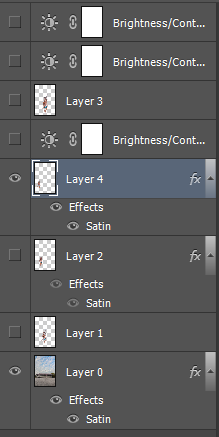 Brightness/Cont...
Brightness/Cont...
Layer 3
Brightness/Cont...
Layer 4 fx
Effects
Satin
Layer 2 fx
Effects
Satin
Layer 1
Layer 0 fx
Effects
Satin